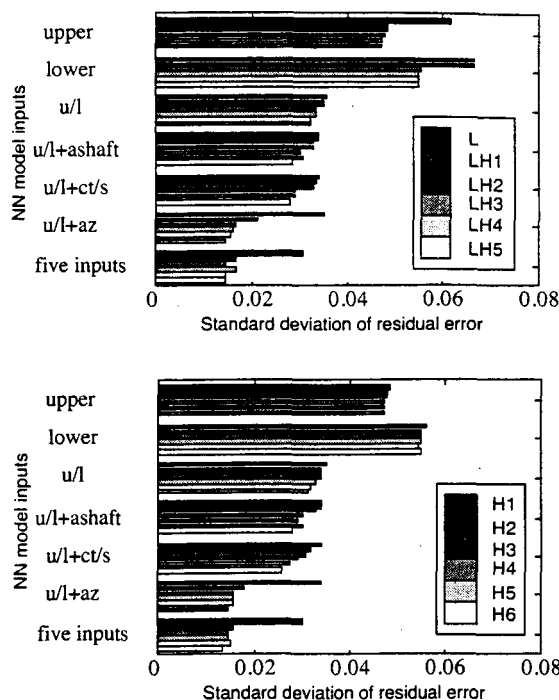 NN model inputs
upper
lower
u/l
u/l+ashaft
u/l+ct/s
u/l+az
five inputs
L
LH1
LH2
LH3
LH4
LH5
0 0.02 0.04 0.06 0.08
Standard deviation of residual error
NN model inputs
upper
lower
u/l
u/l+ashaft
u/l+ct/s
u/l+az
five inputs
H1
H2
H3
H4
H5
H6
0 0.02 0.04 0.06 0.08
Standard deviation of residual error